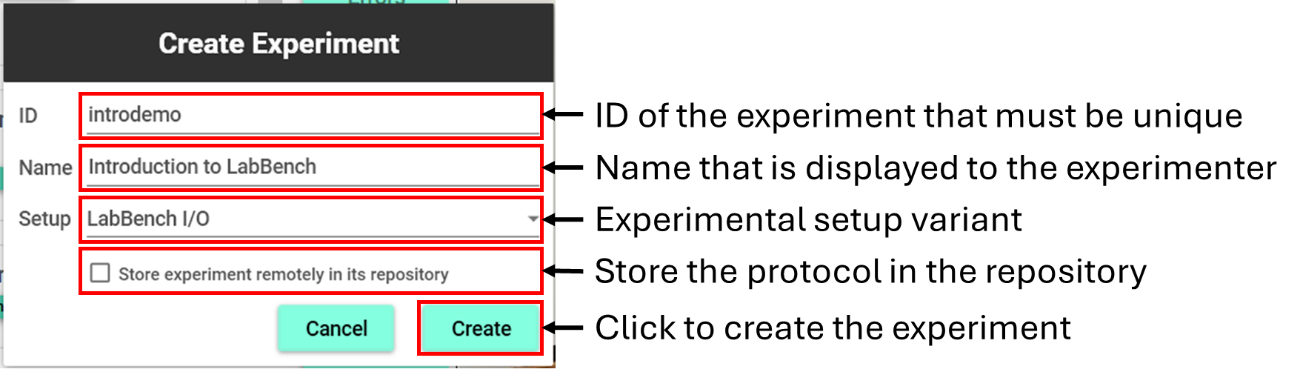 Create Experiment
ID introdemo ID of the experiment that must be unique
Name Introduction to LabBench Name that is displayed to the experimenter
Setup LabBench I/O Experimental setup variant
Store experiment remotely in its repository Store the protocol in the repository
Cancel Create Click to create the experiment